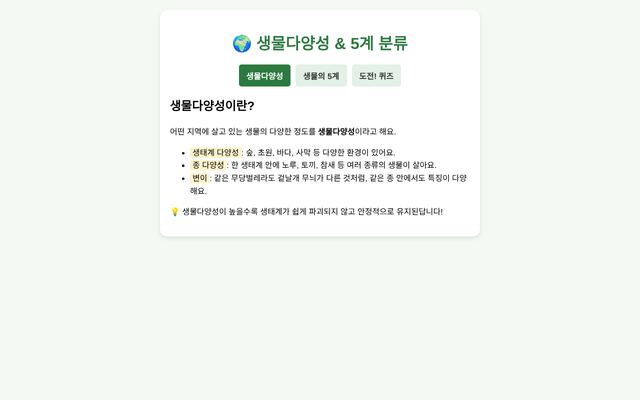 🌍 생물다양성 & 5계 분류
생물다양성 생물의 5계 도전! 퀴즈
생물다양성이란?
어떤 지역에 살고 있는 생물의 다양한 정도를 생물다양성이라고 해요.
• 생태계 다양성 : 숲, 초원, 바다, 사막 등 다양한 환경이 있어요.
• 종 다양성 : 한 생태계 안에 노루, 토끼, 참새 등 여러 종류의 생물이 살아요.
• 변이 : 같은 무당벌레라도 겉날개 무늬가 다른 것처럼, 같은 종 안에서도 특징이 다양
해요.
💡 생물다양성이 높을수록 생태계가 쉽게 파괴되지 않고 안정적으로 유지된답니다!